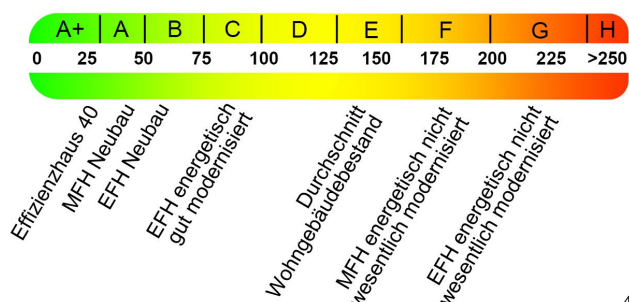 A+ A B C D E F G H
0 25 50 75 100 125 150 175 200 225 >250
Effizienzhaus 40
MFH Neubau
EFH Neubau
EFH energetisch
gut modernisiert
Durchschnitt
Wohngebäudebestand
MFH energetisch nicht
wesentlich modernisiert
EFH energetisch nicht
wesentlich modernisiert